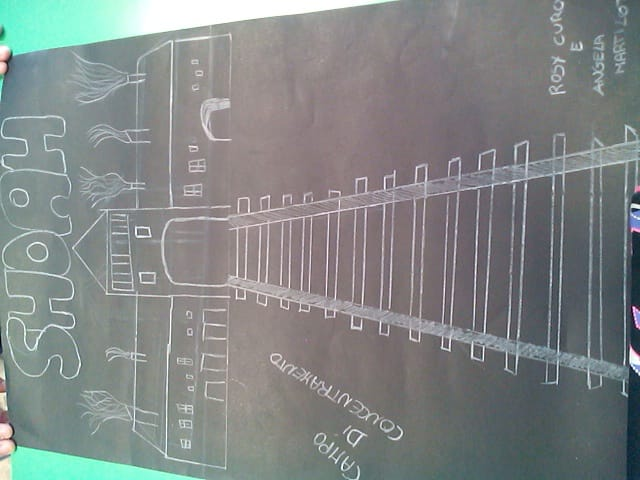 SHOAH
CAMPO
DI
CONCENTRAMENTO
ROSY
E
ANGELA